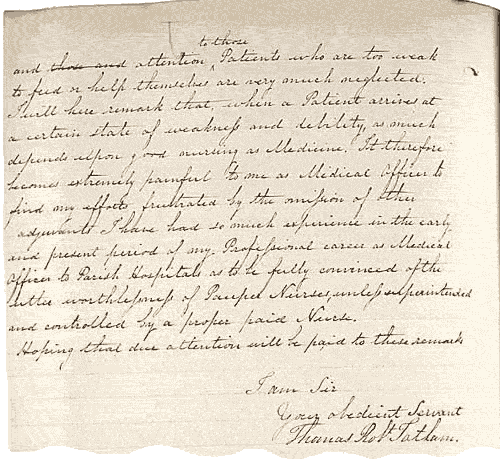 to those
and those and attention Patients who are too weak
to feed or help themselves are very much neglected.
I will here remark that, when a Patient arrives at
a certain state of weakness and debility, as much
depends upon good nursing as Medicine. It therefore
becomes extremely painful to me as Medical Officer to
find my efforts frustrated by the omission of other
adjuvants I have had so much experience in the early
and present period of my Professional career as Medical
Officer to Parish Hospitals as to be fully convinced of the
utter worthlessness of Pauper Nurses, unless superintended
and controlled by a proper paid Nurse.
Hoping that due attention will be paid to these remarks
I am Sir
Your obedient Servant
Thomas Robt Tatham.